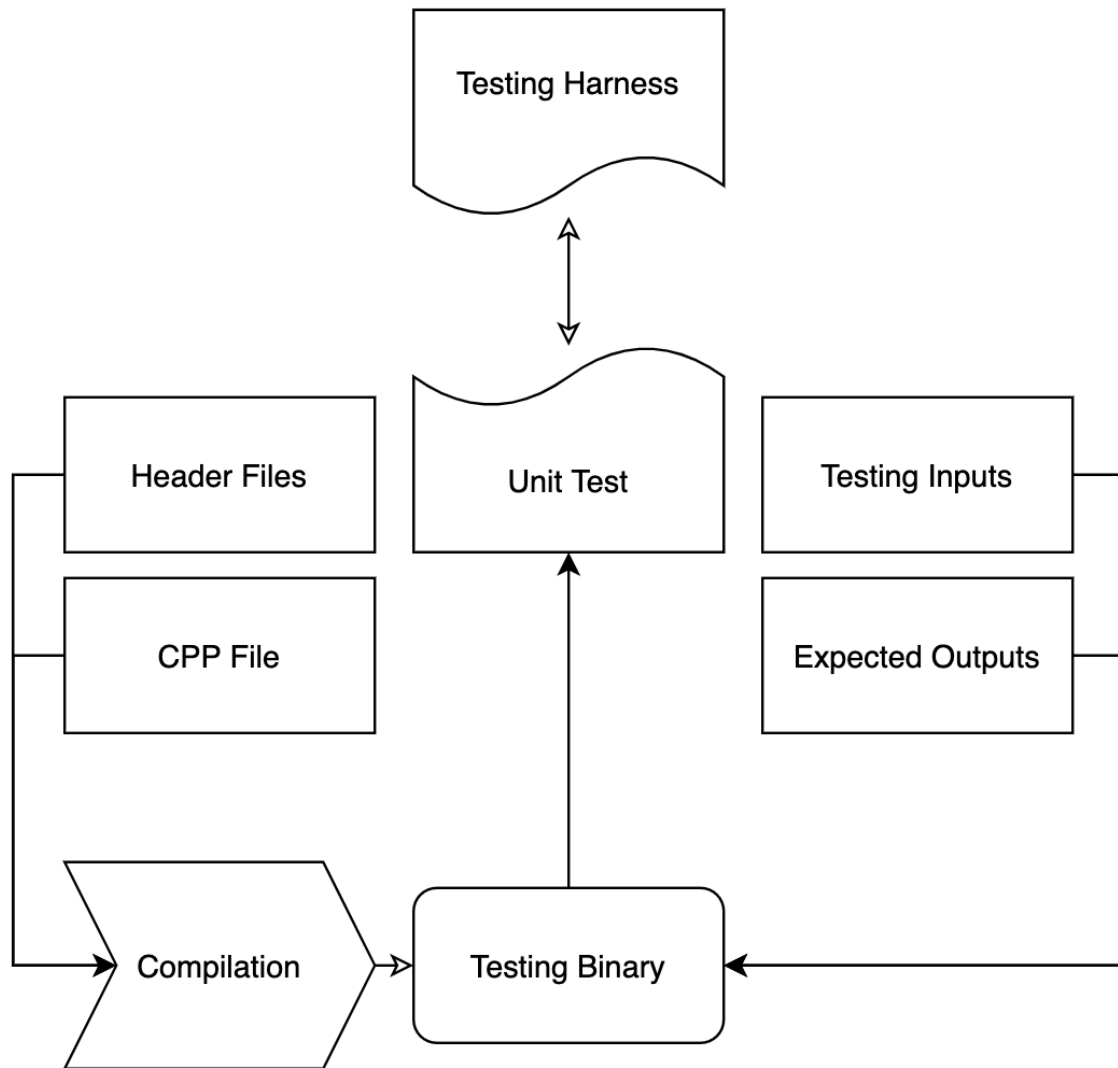 Testing Harness
Header Files
Unit Test
Testing Inputs
CPP File
Expected Outputs
Compilation
Testing Binary